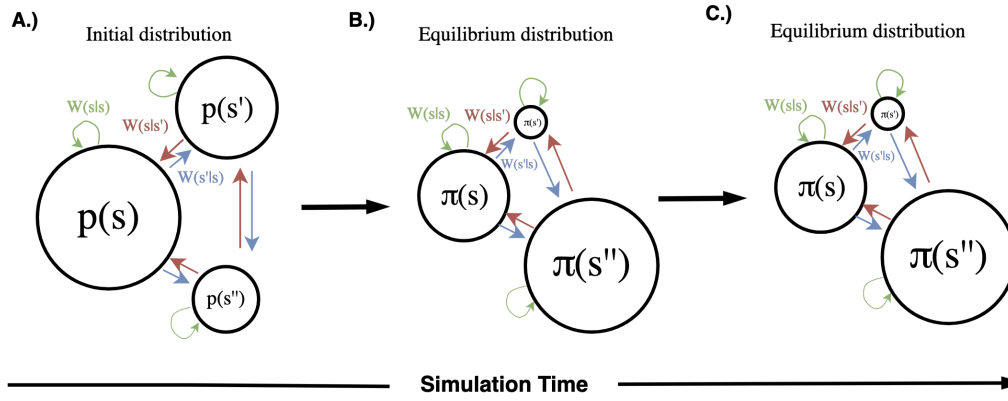 A.)
Initial distribution
W(s|s)
W(s|s')
W(s'|s)
p(s')
p(s)
p(s'')
B.)
Equilibrium distribution
W(s|s)
W(s|s')
W(s'|s)
π(s')
π(s)
π(s'')
C.)
Equilibrium distribution
W(s|s)
W(s|s')
W(s'|s)
π(s')
π(s)
π(s'')
Simulation Time